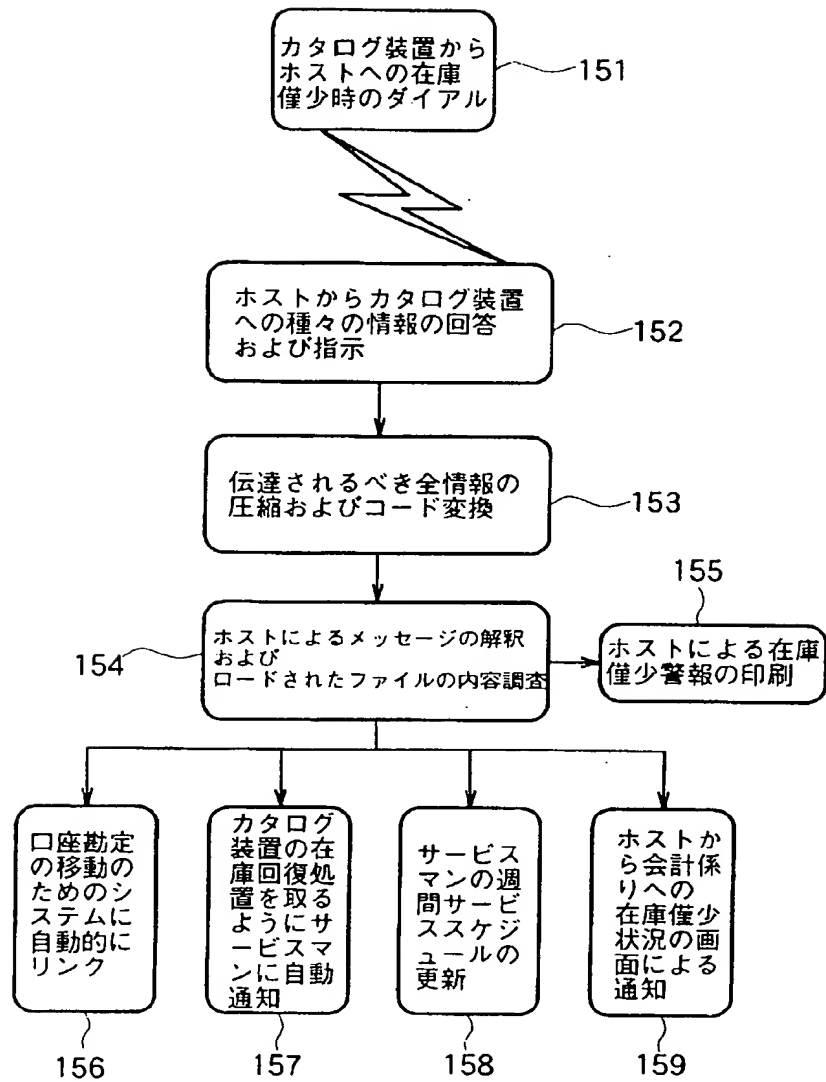 カタログ装置から
ホストへの在庫
僅少時のダイアル
151
ホストからカタログ装置
への種々の情報の回答
および指示
152
伝達されるべき全情報の
圧縮およびコード変換
153
ホストによるメッセージの解釈
および
ロードされたファイルの内容調査
154
155
ホストによる在庫
僅少警報の印刷
口座勘定
の移動の
ためのシ
ステムに
自動的に
リンク
カタログ
装置の在
庫回復処
置を取る
ようにサ
ービスマ
ンに自動
通知
サービス
マンの週
間サービ
スケジ
ュールの
更新
ホストか
ら会計係
りへの
在庫僅少
状況の画
面による
通知
156
157
158
159